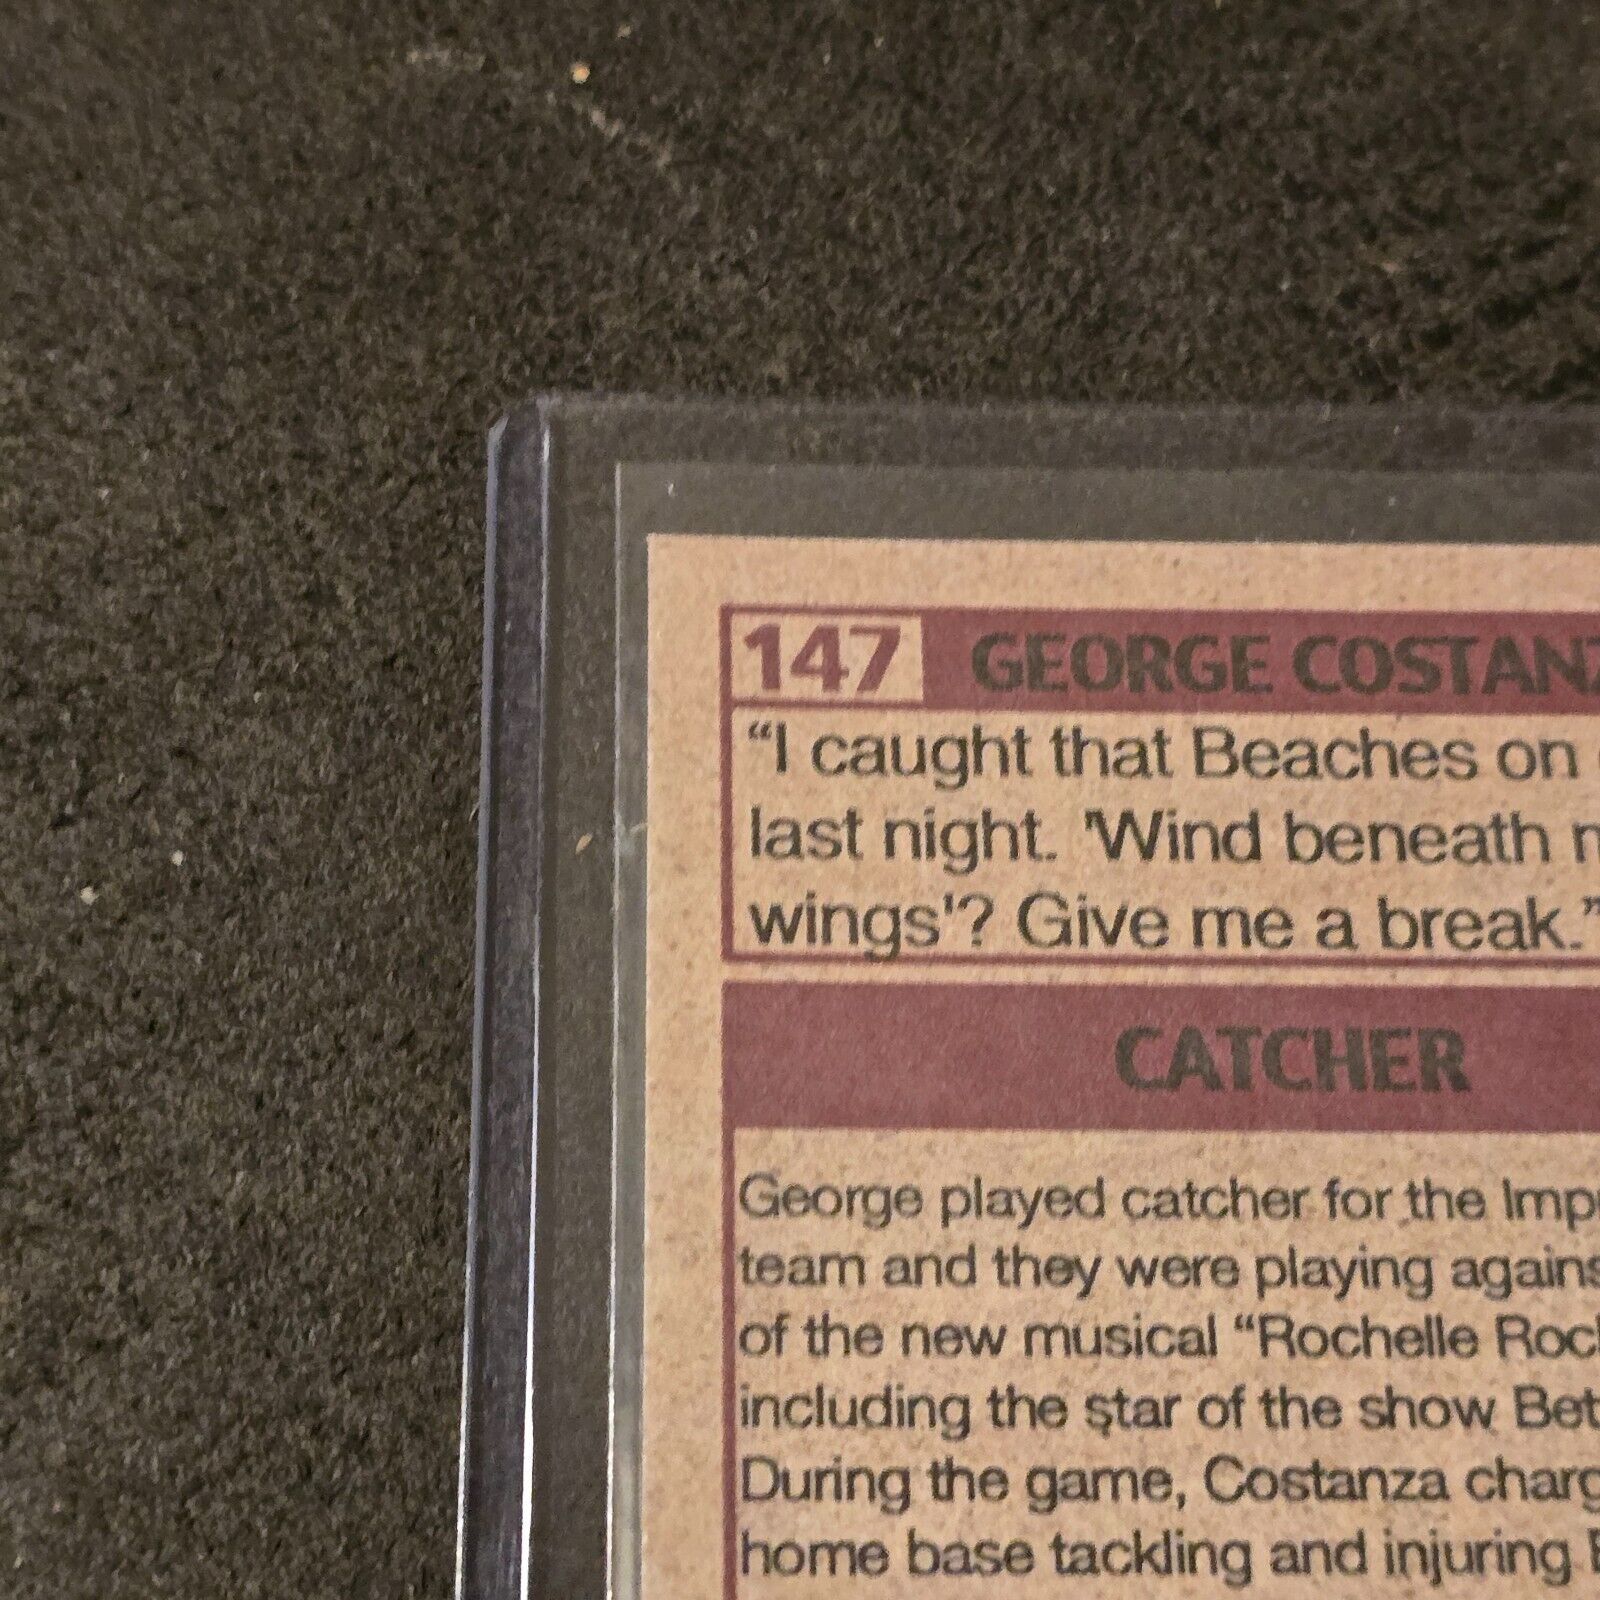 147 GEORGE COSTANZ
“I caught that Beaches on
last night. 'Wind beneath
wings'? Give me a break.”
CATCHER
George played catcher for the Imp
team and they were playing agains
of the new musical “Rochelle Roc
including the star of the show Bet
During the game, Costanza charg
home base tackling and injuring